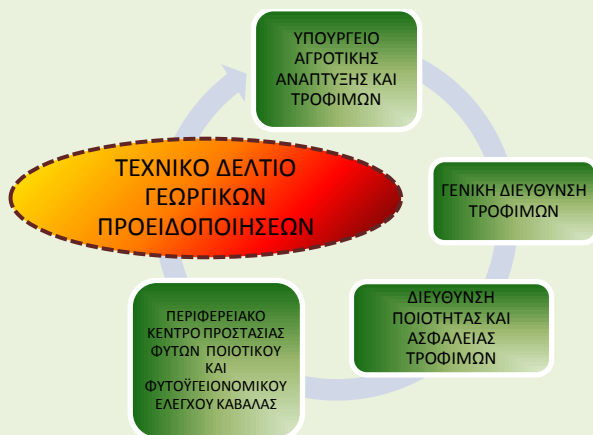 ΥΠΟΥΡΓΕΙΟ
ΑΓΡΟΤΙΚΗΣ
ΑΝΑΠΤΥΞΗΣ ΚΑΙ
ΤΡΟΦΙΜΩΝ
ΤΕΧΝΙΚΟ ΔΕΛΤΙΟ
ΓΕΩΡΓΙΚΩΝ
ΠΡΟΕΙΔΟΠΟΙΗΣΕΩΝ
ΓΕΝΙΚΗ ΔΙΕΥΘΥΝΣΗ
ΤΡΟΦΙΜΩΝ
ΔΙΕΥΘΥΝΣΗ
ΠΟΙΟΤΗΤΑΣ ΚΑΙ
ΑΣΦΑΛΕΙΑΣ
ΤΡΟΦΙΜΩΝ
ΠΕΡΙΦΕΡΕΙΑΚΟ
ΚΕΝΤΡΟ ΠΡΟΣΤΑΣΙΑΣ
ΦΥΤΩΝ ΠΟΙΟΤΙΚΟΥ
ΚΑΙ
ΦΥΤΟΫΓΕΙΟΝΟΜΙΚΟΥ
ΕΛΕΓΧΟΥ ΚΑΒΑΛΑΣ